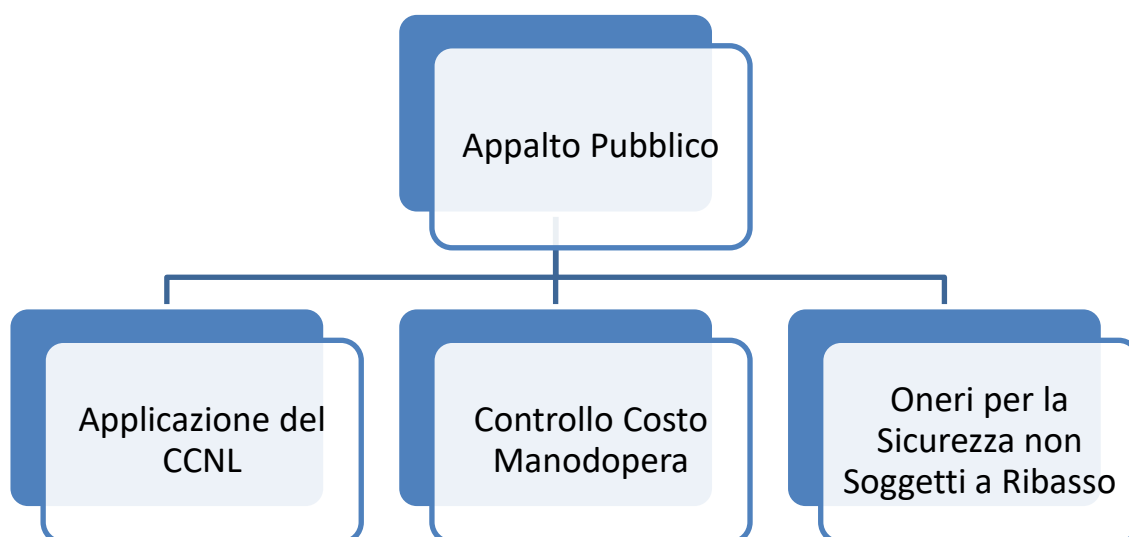 Appalto Pubblico
Applicazione del
CCNL
Controllo Costo
Manodopera
Oneri per la
Sicurezza non
Soggetti a Ribasso